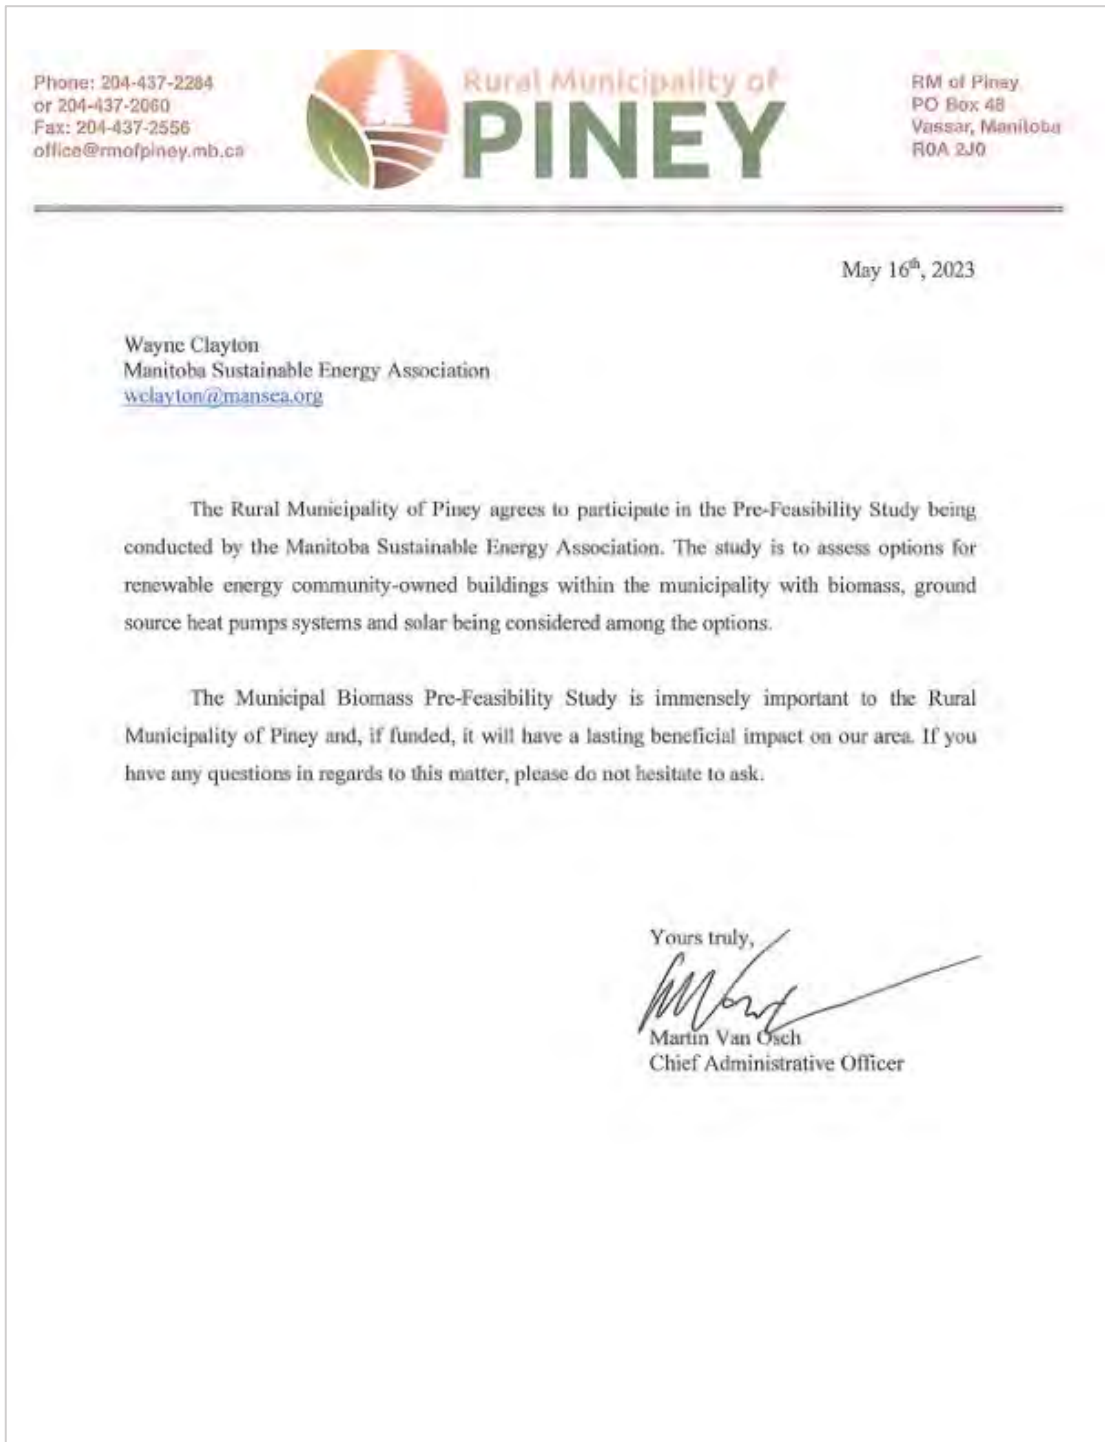 Phone: 204-437-2284
or 204-437-2060
Fax: 204-437-2556
office@rmofpiney.mb.ca
Rural Municipality of
PINEY
RM of Piney
PO Box 48
Vassar, Manitoba
R0A 2J0
May 16th, 2023
Wayne Clayton
Manitoba Sustainable Energy Association
wclayton@mansea.org
The Rural Municipality of Piney agrees to participate in the Pre-Feasibility Study being
conducted by the Manitoba Sustainable Energy Association. The study is to assess options for
renewable energy community-owned buildings within the municipality with biomass, ground
source heat pumps systems and solar being considered among the options.
The Municipal Biomass Pre-Feasibility Study is immensely important to the Rural
Municipality of Piney and, if funded, it will have a lasting beneficial impact on our area. If you
have any questions in regards to this matter, please do not hesitate to ask.
Yours truly,
Martin Van Osch
Chief Administrative Officer